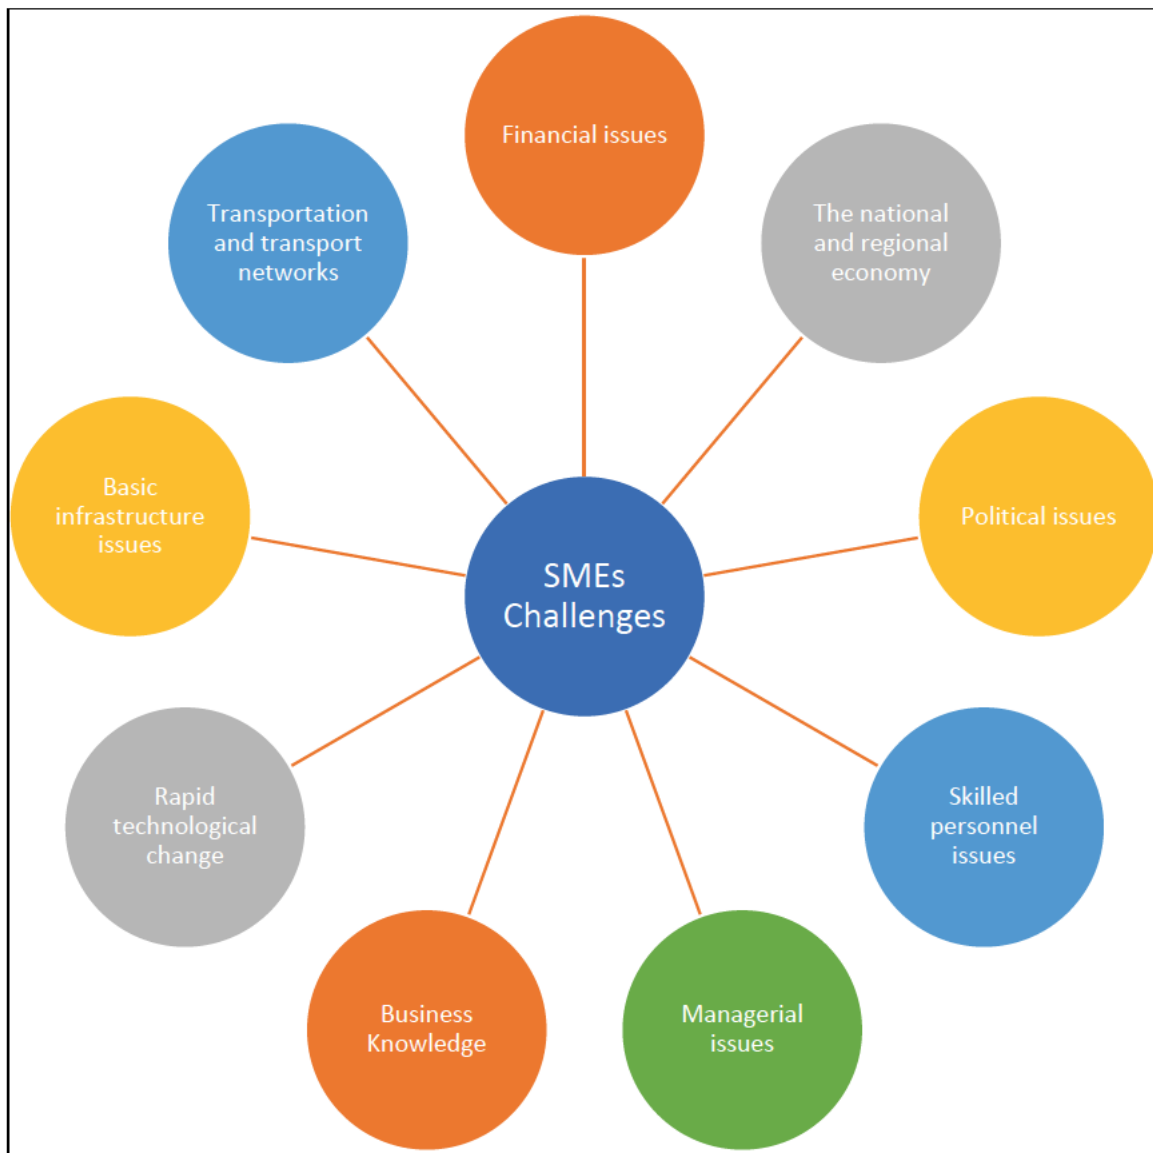 Financial issues
The national
and regional
economy
Political issues
Skilled
personnel
issues
Managerial
issues
Business
Knowledge
Rapid
technological
change
Basic
infrastructure
issues
Transportation
and transport
networks
SMEs
Challenges